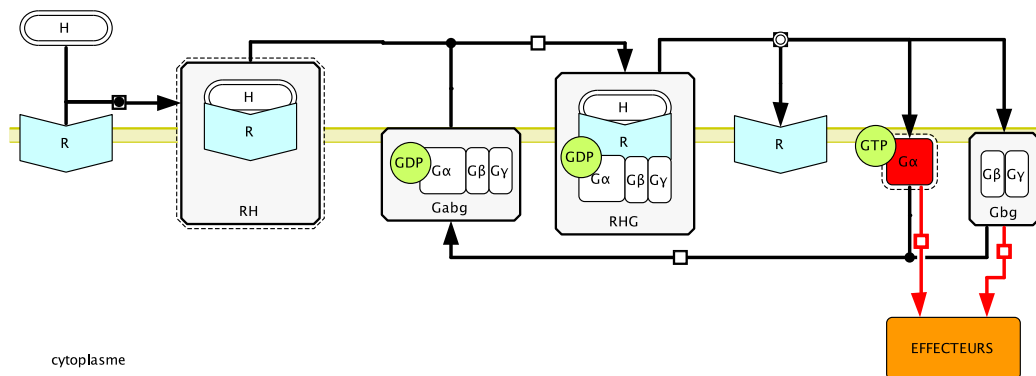 H
R
H
R
RH
GDP
Gα
Gβ
Gγ
Gabg
H
R
GDP
Gα
Gβ
Gγ
RHG
R
GTP
Gα
Gβ
Gγ
Gbg
EFFECTEURS
cytoplasme